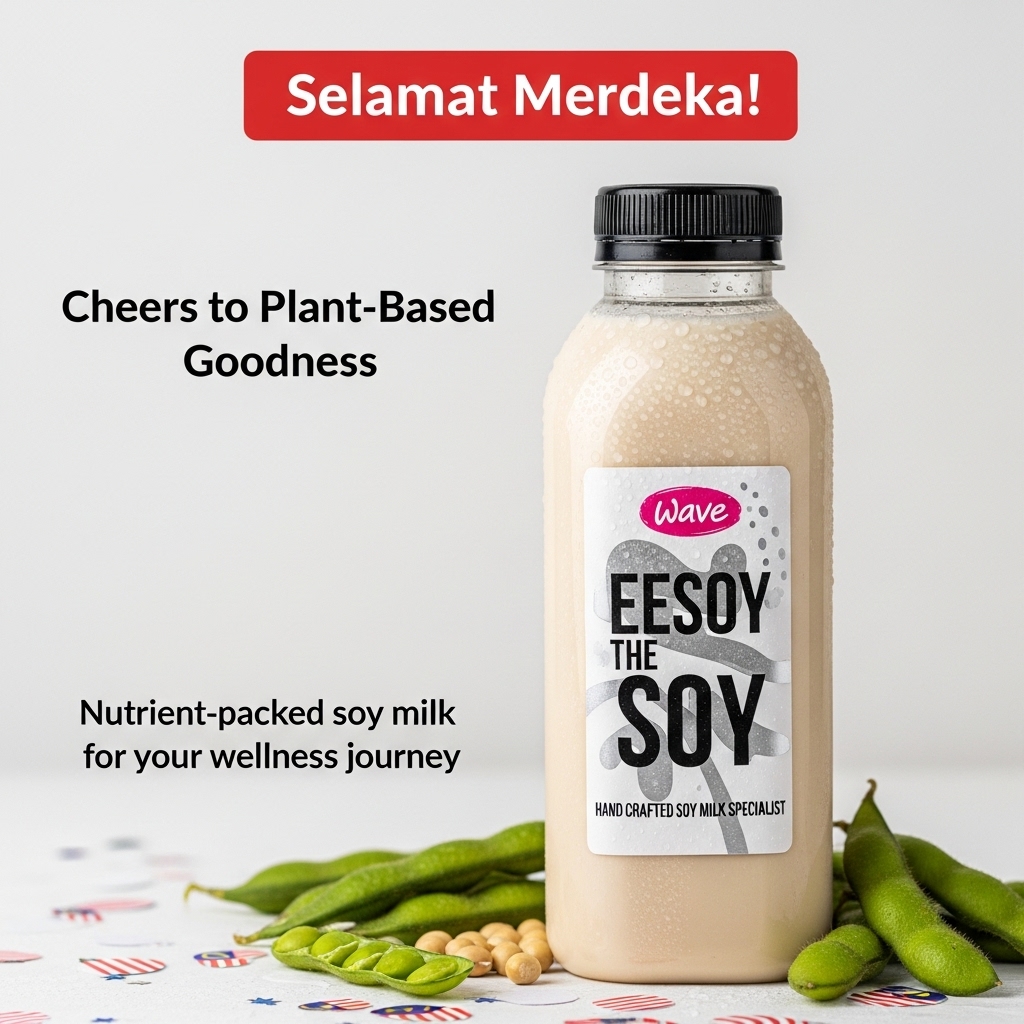 Selamat Merdeka!
Cheers to Plant-Based
Goodness
Wave
EESOY
THE
SOY
HAND CRAFTED SOY MILK SPECIALIST
Nutrient-packed soy milk
for your wellness journey